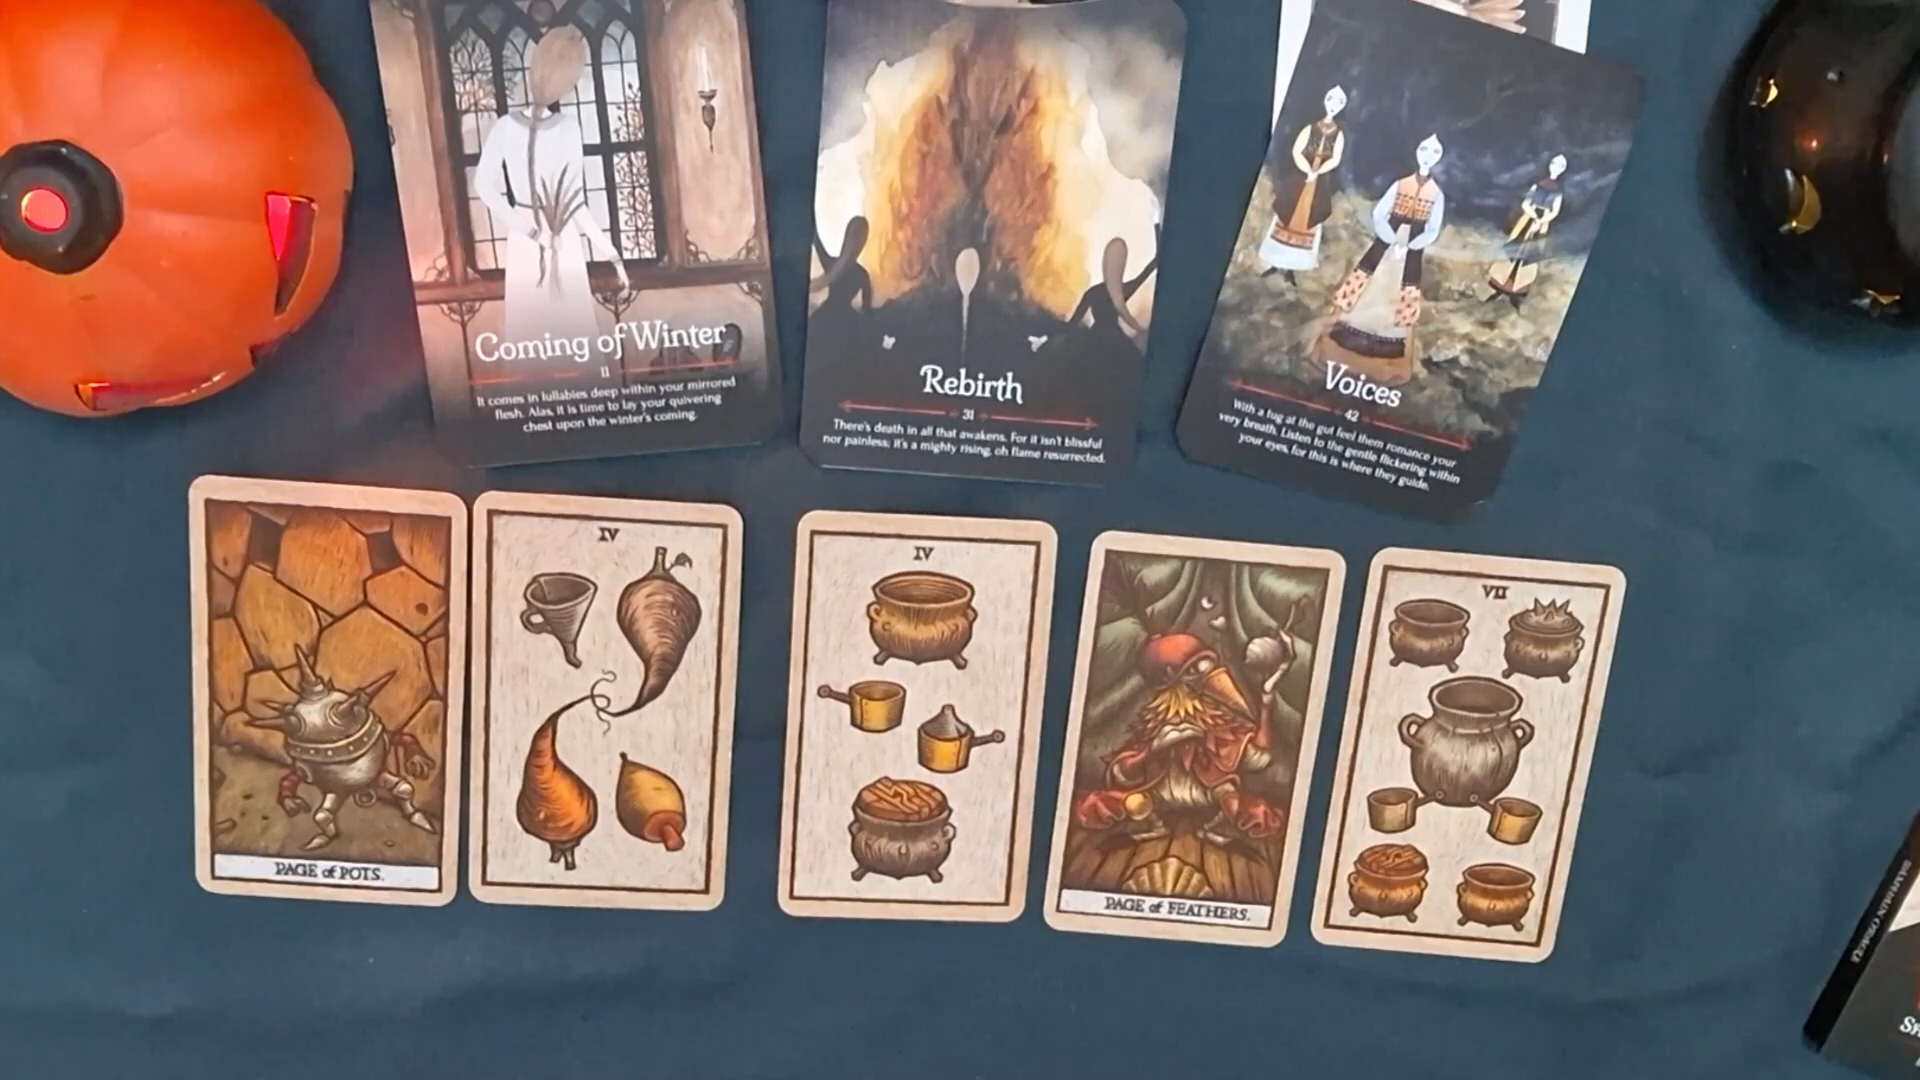 Coming of Winter
11
It comes in lullabies deep within your mirrored
flesh. Alas, it is time to lay your quivering
chest upon the winter's coming.
Rebirth
31
There's death in all that awakens. For it isn't blissful
nor painless; it's a mighty rising, oh flame resurrected.
Voices
42
With a tug at the gut feel them romance your
very breath. Listen to the gentle flickering within
your eyes, for this is where they guide.
PAGE of POTS.
IV
IV
PAGE of FEATHERS.
VII